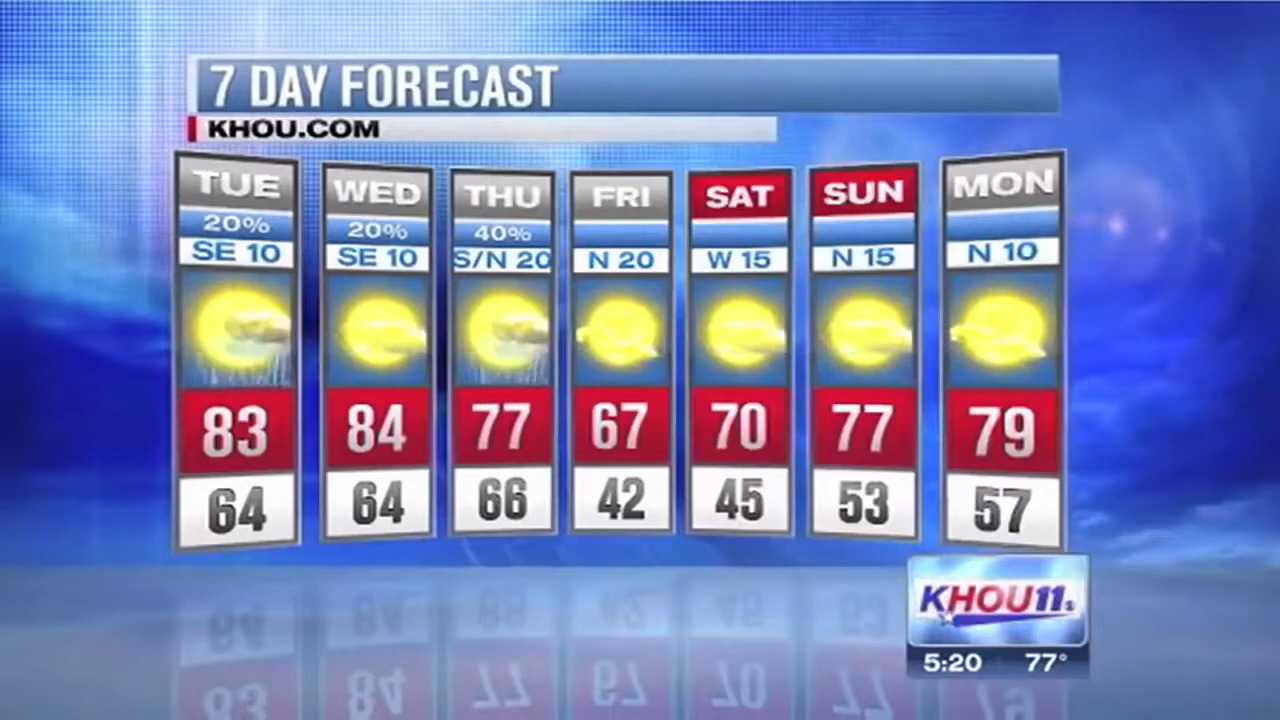 7 DAY FORECAST
KHOU.COM
TUE WED THU FRI SAT SUN MON
20% 20% 40%
SE 10 SE 10 S/N 20 N 20 W 15 N 15 N 10
83 84 77 67 70 77 79
64 64 66 42 45 53 57
KHOU11
5:20 77°